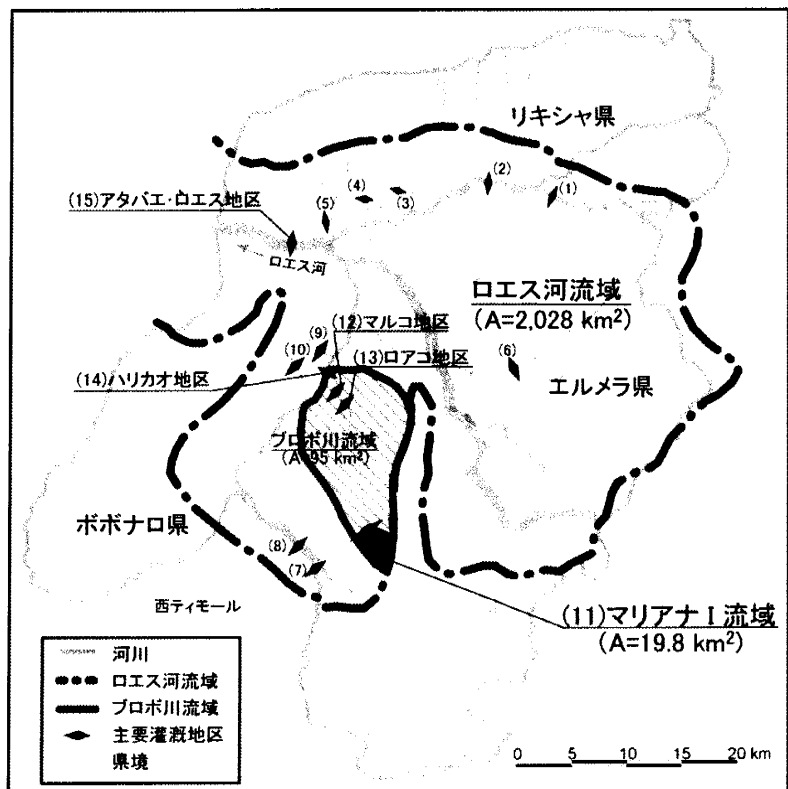 リキシャ県
(2)
(1)
(4)
(3)
(5)
(15)アタバエ・ロエス地区
ロエス河
ロエス河流域
(A=2,028 km²)
(12)マルコ地区
(9)
(10)
(13)ロアコ地区
(6)
(14)ハリカオ地区
エルメラ県
ブロボ川流域
(A=95 km²)
ボボナロ県
(8)
(7)
西ティモール
(11)マリアナ I 流域
(A=19.8 km²)
河川
ロエス河流域
ブロボ川流域
主要灌漑地区
県境
0 5 10 15 20 km